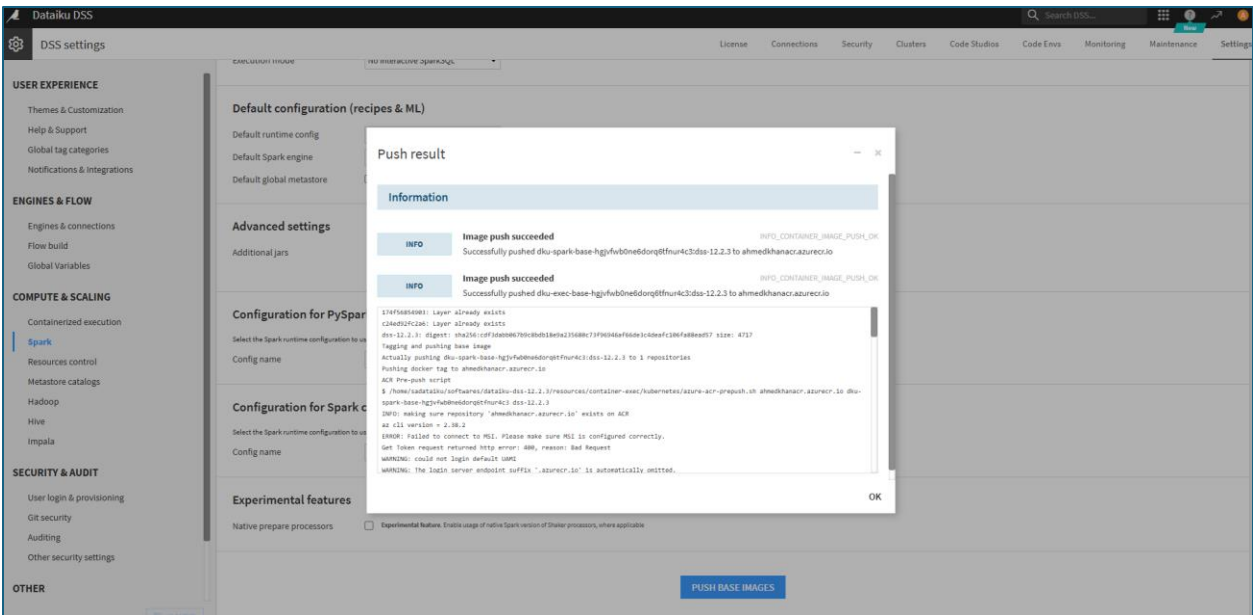 Dataiku DSS
Search DSS...
New
DSS settings
License Connections Security Clusters Code Studios Code Envs Monitoring Maintenance Settings
Execution mode No interactive SparkSQL
USER EXPERIENCE
Themes & Customization
Help & Support
Global tag categories
Notifications & Integrations
ENGINES & FLOW
Engines & connections
Flow build
Global Variables
COMPUTE & SCALING
Containerized execution
Spark
Resources control
Metastore catalogs
Hadoop
Hive
Impala
SECURITY & AUDIT
User login & provisioning
Git security
Auditing
Other security settings
OTHER
Default configuration (recipes & ML)
Default runtime config
Default Spark engine
Default global metastore
Advanced settings
Additional jars
Configuration for PySpar
Select the Spark runtime configuration to us
Config name
Configuration for Spark c
Select the Spark runtime configuration to us
Config name
Experimental features
Native prepare processors Experimental feature. Enable usage of native Spark version of Shaker processors, where applicable
PUSH BASE IMAGES
Push result
Information
INFO
Image push succeeded INFO_CONTAINER_IMAGE_PUSH_OK
Successfully pushed dku-spark-base-hgjvfwb0ne6dorq6tfnur4c3:dss-12.2.3 to ahmedkhanacr.azurecr.io
INFO
Image push succeeded INFO_CONTAINER_IMAGE_PUSH_OK
Successfully pushed dku-exec-base-hgjvfwb0ne6dorq6tfnur4c3:dss-12.2.3 to ahmedkhanacr.azurecr.io
Layer already exists
c24ed92fc2a6: Layer already exists
dss-12.2.3: digest: size: 4717
Tagging and pushing base image
Actually pushing dku-spark-base-hgjvfwb0ne6dorq6tfnur4c3:dss-12.2.3 to 1 repositories
Pushing docker tag to ahmedkhanacr.azurecr.io
ACR Pre-push script
$ /home/sadataiku/softwares/dataiku-dss-12.2.3/resources/container-exec/kubernetes/azure-acr-prepush.sh ahmedkhanacr.azurecr.io dku-
spark-base-hgjvfwb0ne6dorq6tfnur4c3 dss-12.2.3
INFO: making sure repository 'ahmedkhanacr.azurecr.io' exists on ACR
az cli version = 2.38.2
ERROR: Failed to connect to MSI. Please make sure MSI is configured correctly.
Get Token request returned http error: 400, reason: Bad Request
WARNING: could not login default UAMI
WARNING: The login server endpoint suffix '.azurecr.io' is automatically omitted.
OK